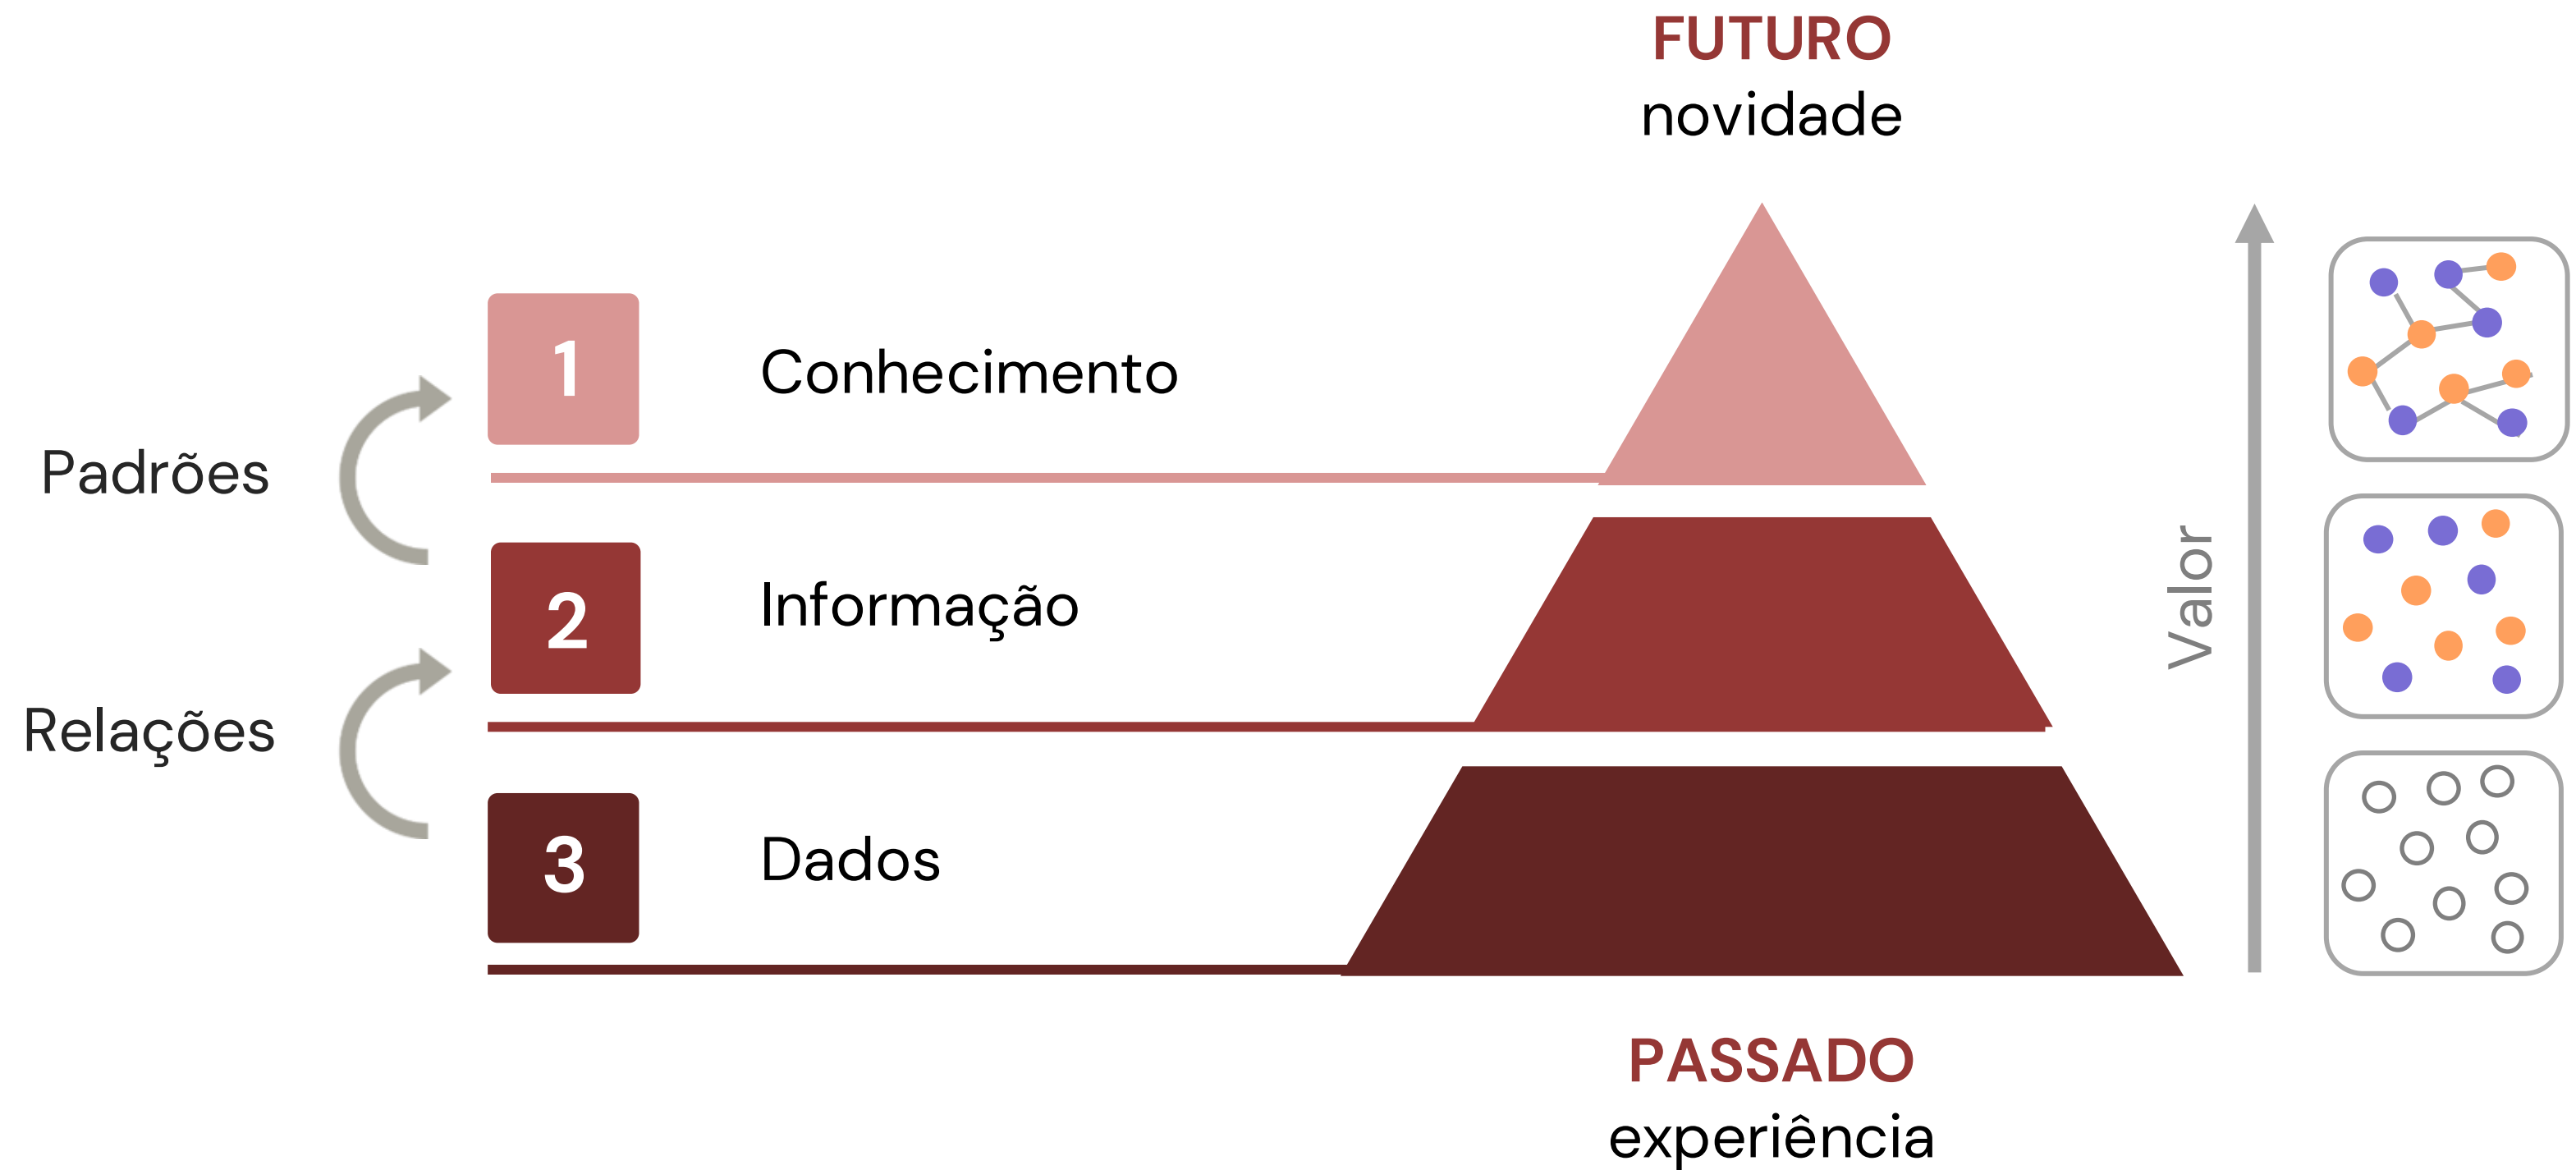 FUTURO
novidade
1
Conhecimento
Padrões
2
Informação
Valor
Relações
3
Dados
PASSADO
experiência